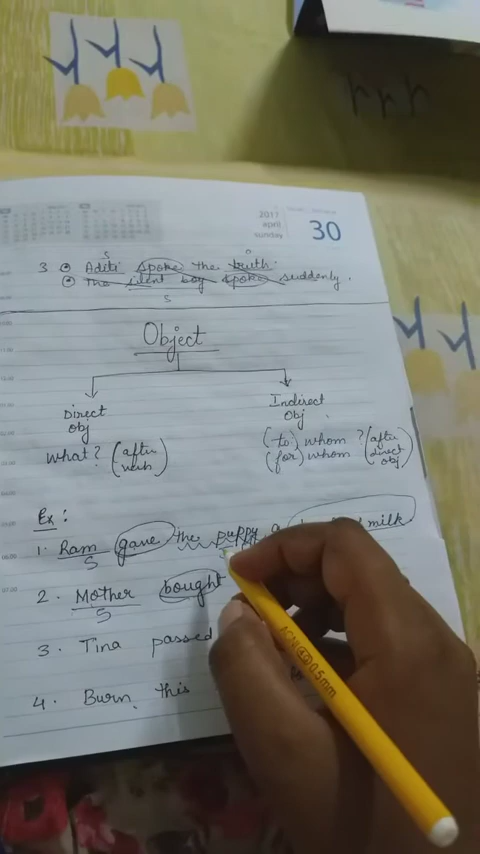 2017
april
sunday
30
S O
3 Aditi spoke the truth.
The silent boy spoke suddenly.
S
Object
Direct obj
what? (after verb)
Indirect Obj
(to) whom ? (after direct obj)
(for) whom
Ex :
1. Ram gave the puppy a milk.
S
2. Mother bought
S
3. Tina passed
4. Burn this
0.5mm